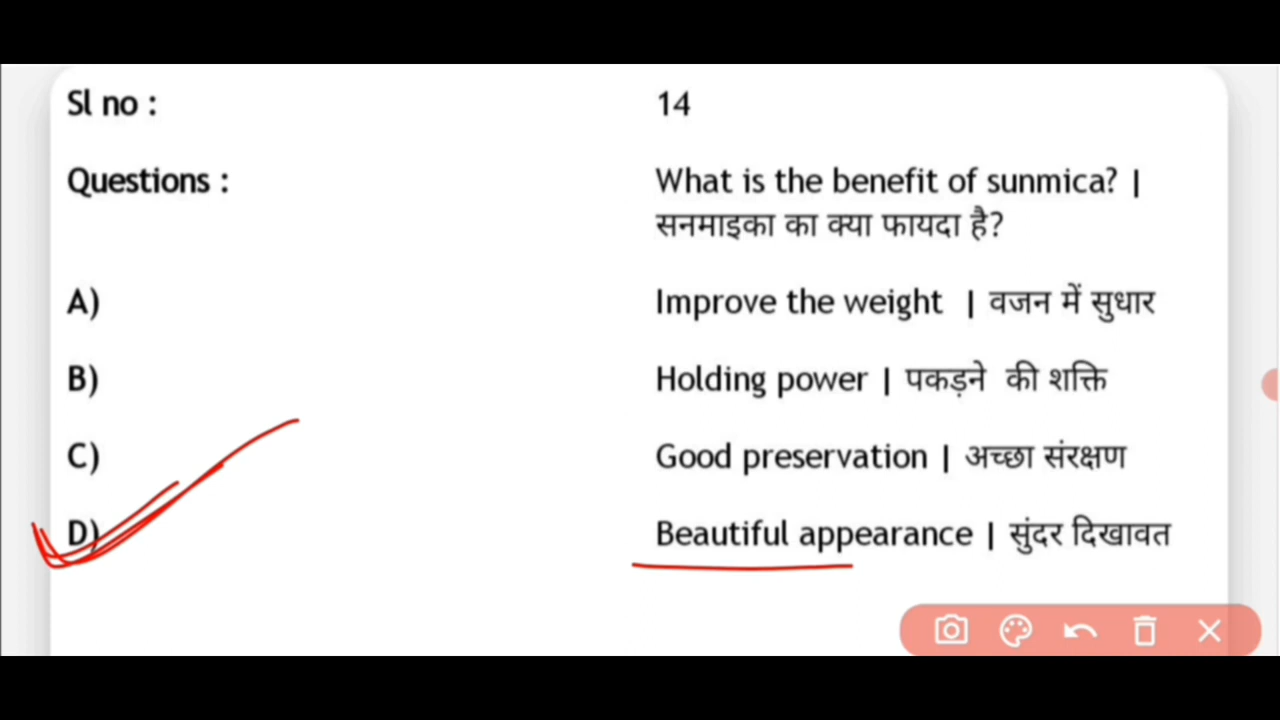 Sl no : 14
Questions : What is the benefit of sunmica? |
सनमाइका का क्या फायदा है?
A) Improve the weight | वजन में सुधार
B) Holding power | पकड़ने की शक्ति
C) Good preservation | अच्छा संरक्षण
D) Beautiful appearance | सुंदर दिखावत